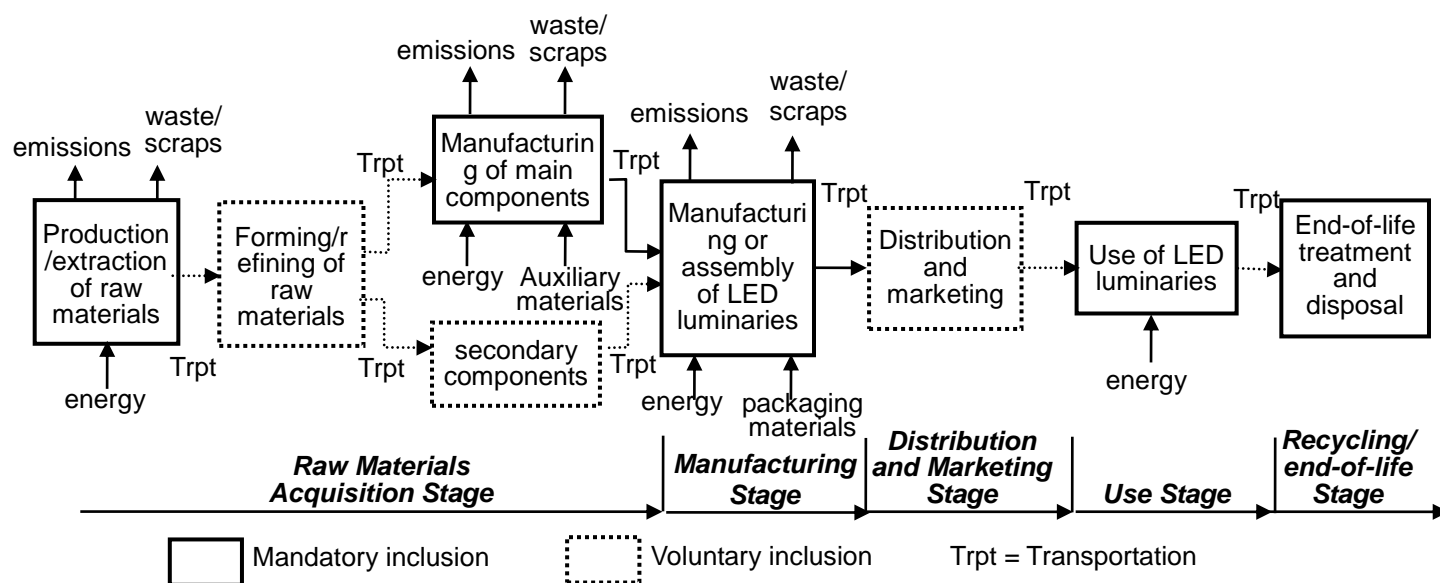 emissions
waste/
scraps
Production
/extraction
of raw
materials
energy
Trpt
Forming/r
efining of
raw
materials
Trpt
Trpt
emissions
waste/
scraps
Manufacturin
g of main
components
energy
Auxiliary
materials
secondary
components
Trpt
Trpt
emissions
waste/
scraps
Manufacturi
ng or
assembly
of LED
luminaries
energy
packaging
materials
Trpt
Distribution
and
marketing
Trpt
Use of LED
luminaries
energy
Trpt
End-of-life
treatment
and
disposal
Raw Materials
Acquisition Stage
Manufacturing
Stage
Distribution
and Marketing
Stage
Use Stage
Recycling/
end-of-life
Stage
Mandatory inclusion
Voluntary inclusion
Trpt = Transportation